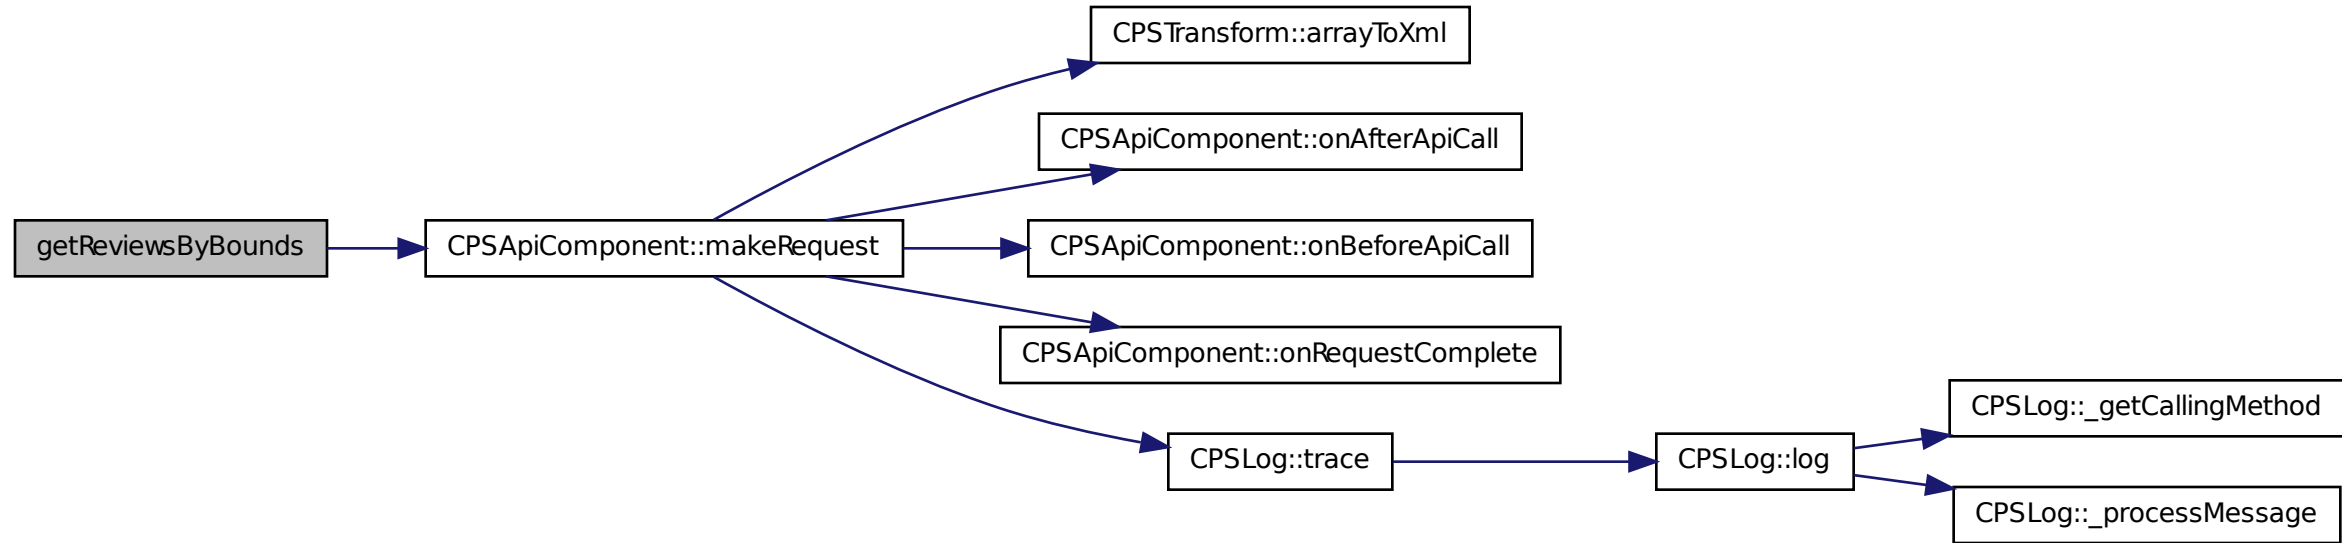 CPSTransform::arrayToXml
CPSApiComponent::onAfterApiCall
getReviewsByBounds
CPSApiComponent::makeRequest
CPSApiComponent::onBeforeApiCall
CPSApiComponent::onRequestComplete
CPSLog::_getCallingMethod
CPSLog::trace
CPSLog::log
CPSLog::_processMessage